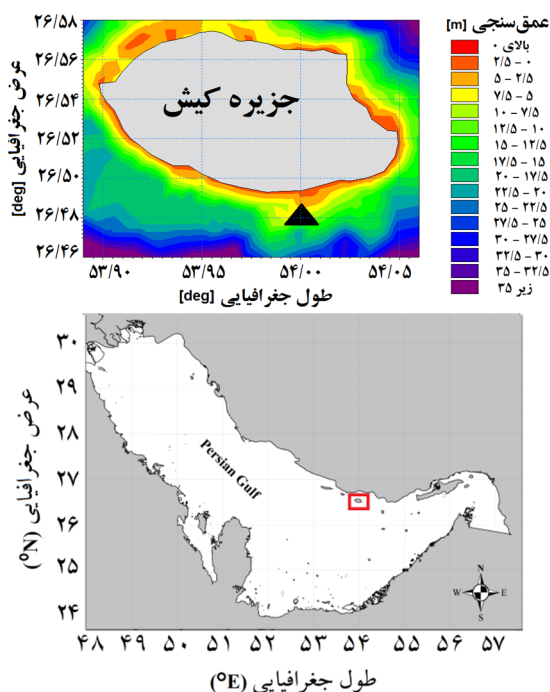 عمق‌سنجی [m]
بالای ۰
۲/۵ – ۰
۵ – ۲/۵
۷/۵ – ۵
۱۰ – ۷/۵
۱۲/۵ – ۱۰
۱۵ – ۱۲/۵
۱۷/۵ – ۱۵
۲۰ – ۱۷/۵
۲۲/۵ – ۲۰
۲۵ – ۲۲/۵
۲۷/۵ – ۲۵
۳۰ – ۲۷/۵
۳۲/۵ – ۳۰
۳۵ – ۳۲/۵
زیر ۳۵
جزیره کیش
عرض جغرافیایی [deg]
۲۶/۵۸
۲۶/۵۶
۲۶/۵۴
۲۶/۵۲
۲۶/۵۰
۲۶/۴۸
۲۶/۴۶
۵۳/۹۰
۵۳/۹۵
۵۴/۰۰
۵۴/۰۵
طول جغرافیایی [deg]
عرض جغرافیایی (⁰N)
۳۰
۲۹
۲۸
۲۷
۲۶
۲۵
۲۴
Persian Gulf
N
W E
S
۴۸ ۴۹ ۵۰ ۵۱ ۵۲ ۵۳ ۵۴ ۵۵ ۵۶ ۵۷
طول جغرافیایی (⁰E)